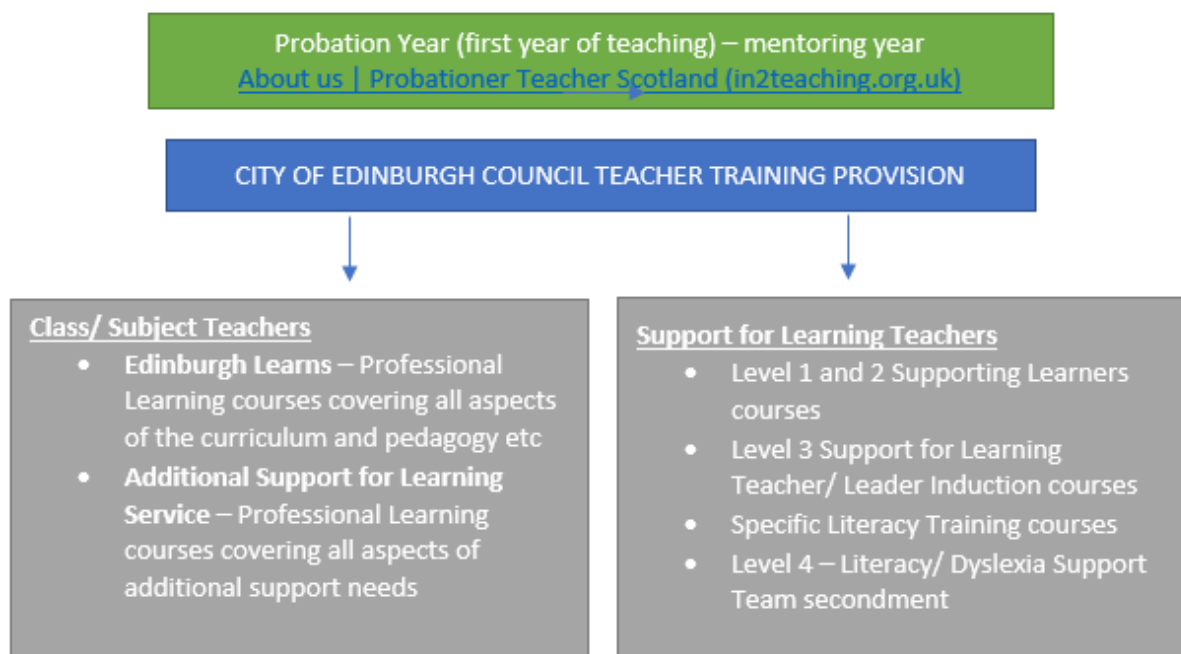 Probation Year (first year of teaching) – mentoring year
About us | Probationer Teacher Scotland (in2teaching.org.uk)
CITY OF EDINBURGH COUNCIL TEACHER TRAINING PROVISION
Class/ Subject Teachers
• Edinburgh Learns – Professional
Learning courses covering all aspects
of the curriculum and pedagogy etc
• Additional Support for Learning
Service – Professional Learning
courses covering all aspects of
additional support needs
Support for Learning Teachers
• Level 1 and 2 Supporting Learners
courses
• Level 3 Support for Learning
Teacher/ Leader Induction courses
• Specific Literacy Training courses
• Level 4 – Literacy/ Dyslexia Support
Team secondment